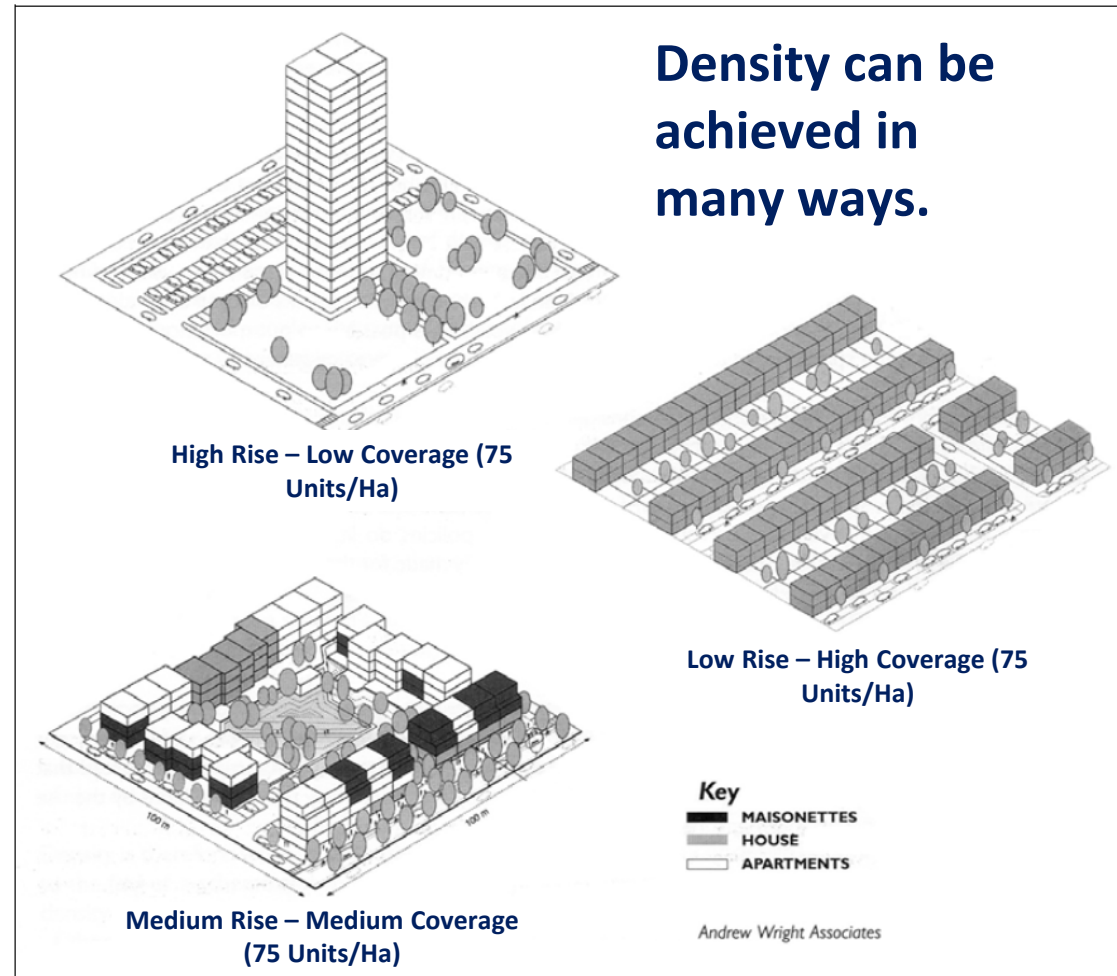 Density can be
achieved in
many ways.
High Rise – Low Coverage (75
Units/Ha)
Low Rise – High Coverage (75
Units/Ha)
100 m
100 m
Medium Rise – Medium Coverage
(75 Units/Ha)
Key
MAISONETTES
HOUSE
APARTMENTS
Andrew Wright Associates